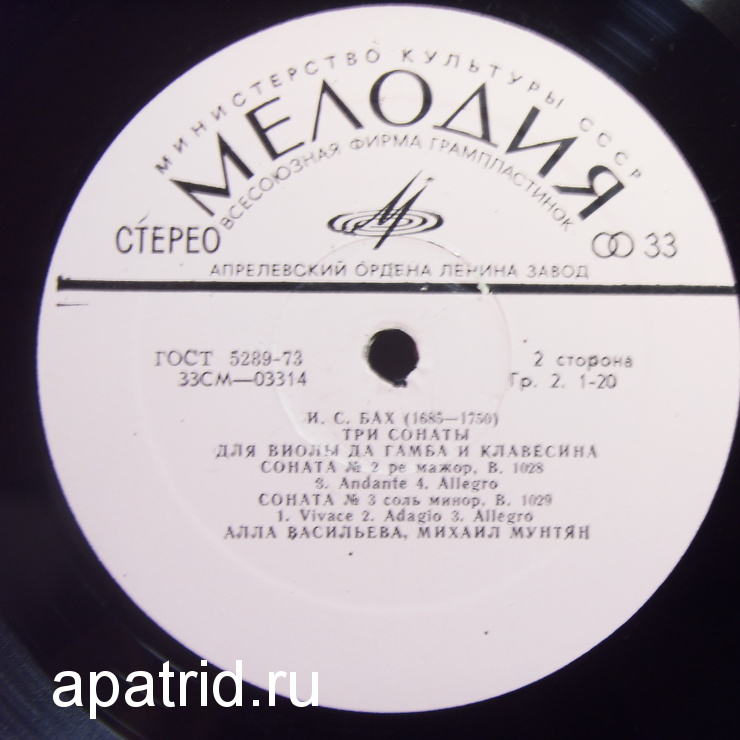 МИНИСТЕРСТВО КУЛЬТУРЫ СССР
МЕЛОДИЯ
ВСЕСОЮЗНАЯ ФИРМА ГРАМПЛАСТИНОК
СТЕРЕО
33
АПРЕЛЕВСКИЙ ОРДЕНА ЛЕНИНА ЗАВОД
ГОСТ 5289-73
2 сторона
33СМ—03314
Гр. 2. 1-20
И. С. БАХ (1685—1750)
ТРИ СОНАТЫ
ДЛЯ ВИОЛЫ ДА ГАМБА И КЛАВЕСИНА
СОНАТА № 2 ре мажор, В. 1028
3. Andante 4. Allegro
СОНАТА № 3 соль минор, В. 1029
1. Vivace 2. Adagio 3. Allegro
АЛЛА ВАСИЛЬЕВА, МИХАИЛ МУНТЯН
apatrid.ru